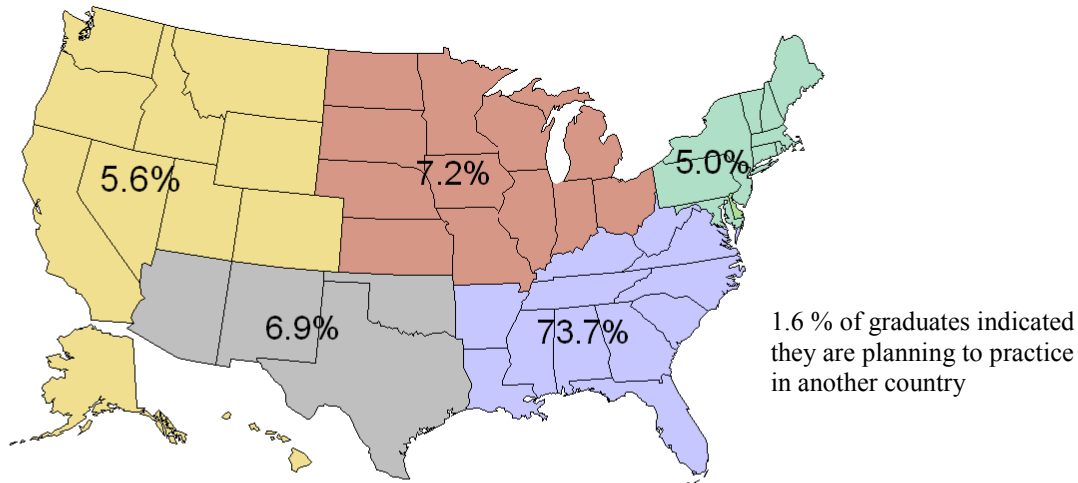 5.6%
7.2%
5.0%
6.9%
73.7%
1.6 % of graduates indicated
they are planning to practice
in another country